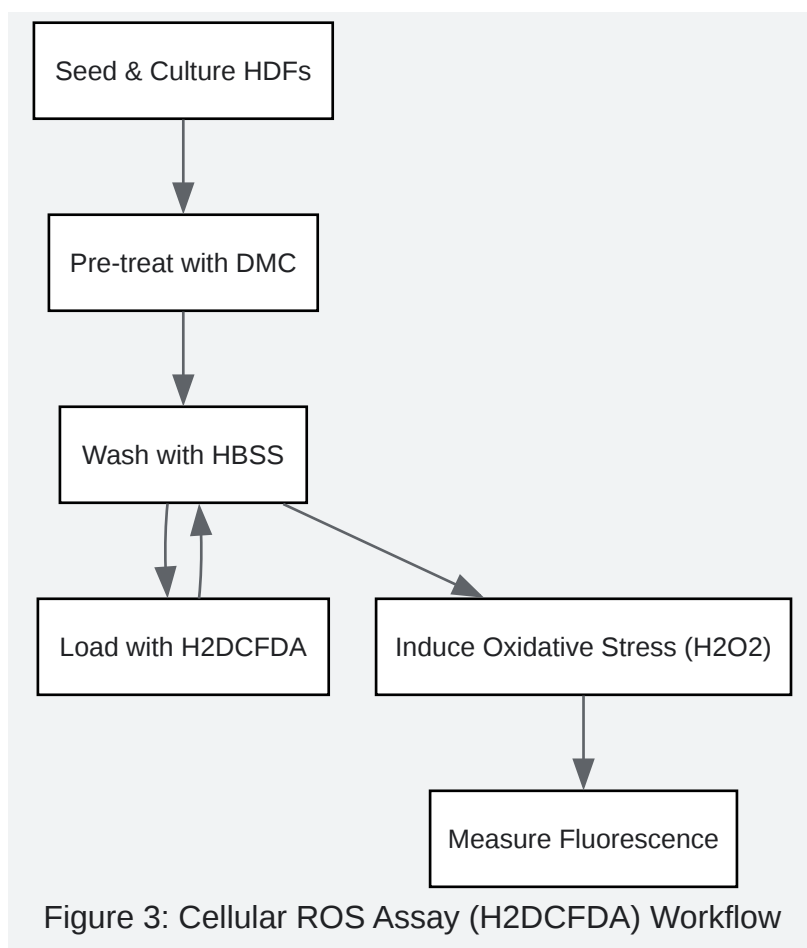 Seed & Culture HDFs
Pre-treat with DMC
Wash with HBSS
Load with H2DCFDA
Induce Oxidative Stress (H2O2)
Measure Fluorescence
Figure 3: Cellular ROS Assay (H2DCFDA) Workflow